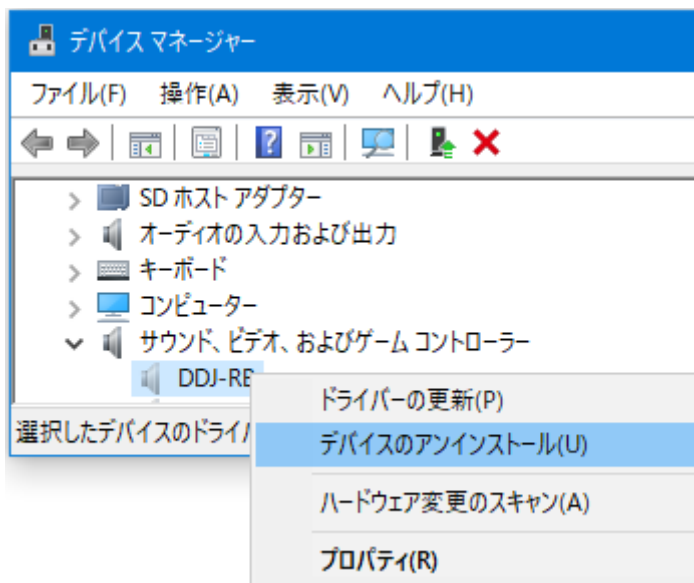 デバイス マネージャー
ファイル(F) 操作(A) 表示(V) ヘルプ(H)
SD ホスト アダプター
オーディオの入力および出力
キーボード
コンピューター
サウンド、ビデオ、およびゲーム コントローラー
DDJ-RB
選択したデバイスのドライバ
ドライバーの更新(P)
デバイスのアンインストール(U)
ハードウェア変更のスキャン(A)
プロパティ(R)